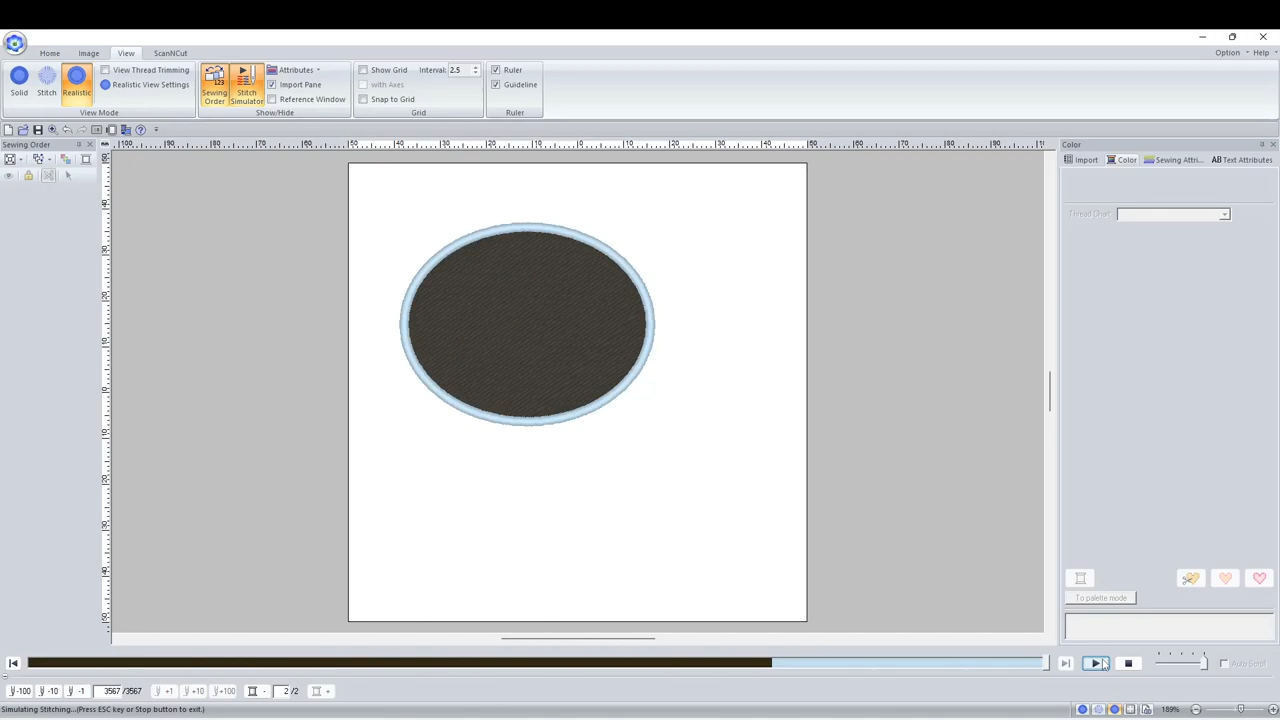 Option Help
Home Image View ScanNCut
Solid Stitch Realistic
View Thread Trimming
Realistic View Settings
View Mode
Sewing Order
Stitch Simulator
Attributes
Import Pane
Reference Window
Show/Hide
Show Grid Interval: 2.5
with Axes
Snap to Grid
Grid
Ruler
Guideline
Ruler
Sewing Order
Color
Import Color Sewing Attri... AB Text Attributes
Thread Chart
To palette mode
Auto Scroll
-100 -10 -1 3567 /3567 +1 +10 +100 - 2 /2 +
Simulating Stitching...(Press ESC key or Stop button to exit.)
189%